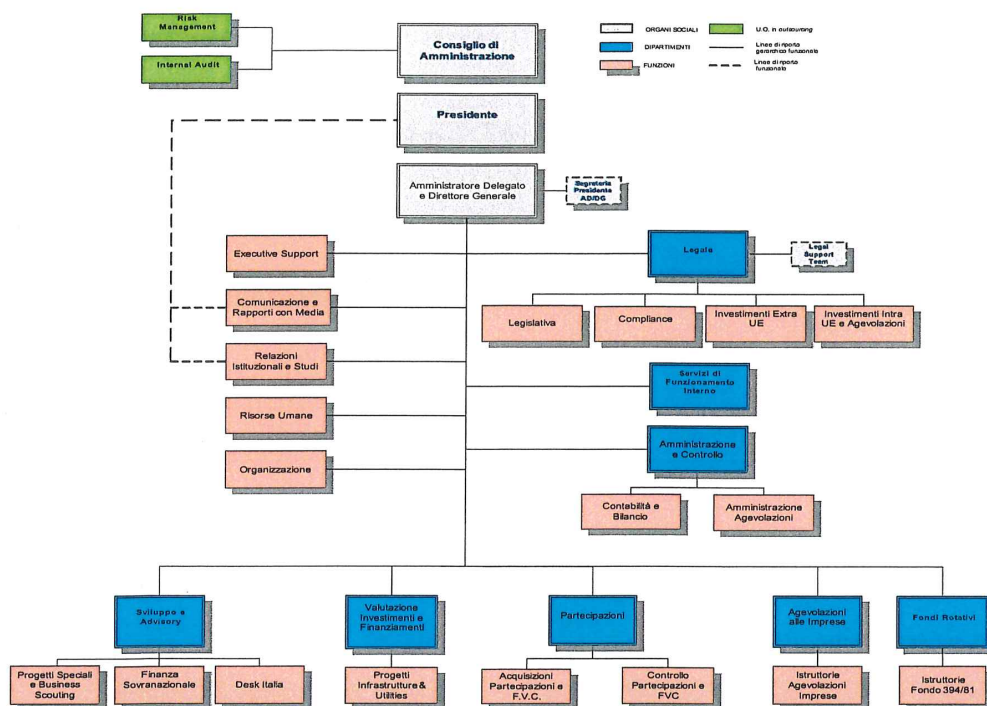 Risk
Management
Internal Audit
Consiglio di
Amministrazione
ORGANI SOCIALI
DIPARTIMENTI
FUNZIONI
U.O. in outsourcing
Linee di riporto
gerarchico funzionale
Linea di riporto
funzionale
Presidente
Amministratore Delegato
e Direttore Generale
Segreteria
Presidente
AD/DG
Executive Support
Legale
Legal
Support
Team
Comunicazione e
Rapporti con Media
Legislativa
Compliance
Investimenti Extra
UE
Investimenti Intra
UE e Agevolazioni
Relazioni
Istituzionali e Studi
Servizi di
Funzionamento
Interno
Risorse Umane
Amministrazione
e Controllo
Organizzazione
Contabilità e
Bilancio
Amministrazione
Agevolazioni
Sviluppo e
Advisory
Valutazione
Investimenti e
Finanziamenti
Partecipazioni
Agevolazioni
alle Imprese
Fondi Rotativi
Progetti Speciali
e Business
Scouting
Finanza
Sovranazionale
Desk Italia
Progetti
Infrastrutture &
Utilities
Acquisizioni
Partecipazioni e
F.V.C.
Controllo
Partecipazioni e
FVC
Istruttorie
Agevolazioni
Imprese
Istruttorie
Fondo 394/81